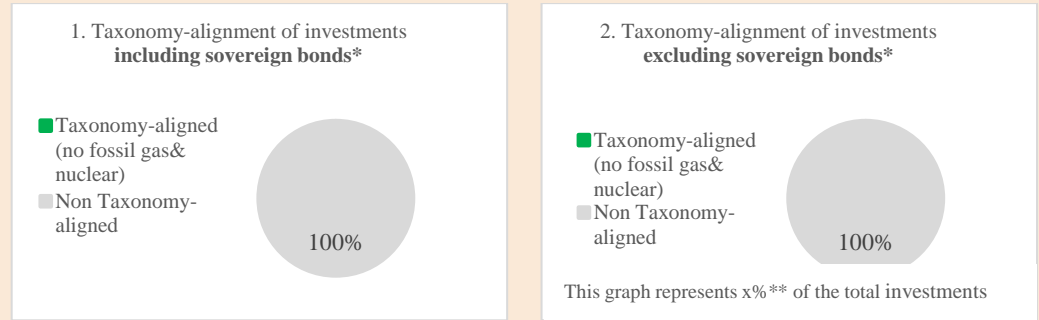 1. Taxonomy-alignment of investments
including sovereign bonds*
Taxonomy-aligned
(no fossil gas&
nuclear)
Non Taxonomy-
aligned
100%
2. Taxonomy-alignment of investments
excluding sovereign bonds*
Taxonomy-aligned
(no fossil gas&
nuclear)
Non Taxonomy-
aligned
100%
This graph represents x%** of the total investments